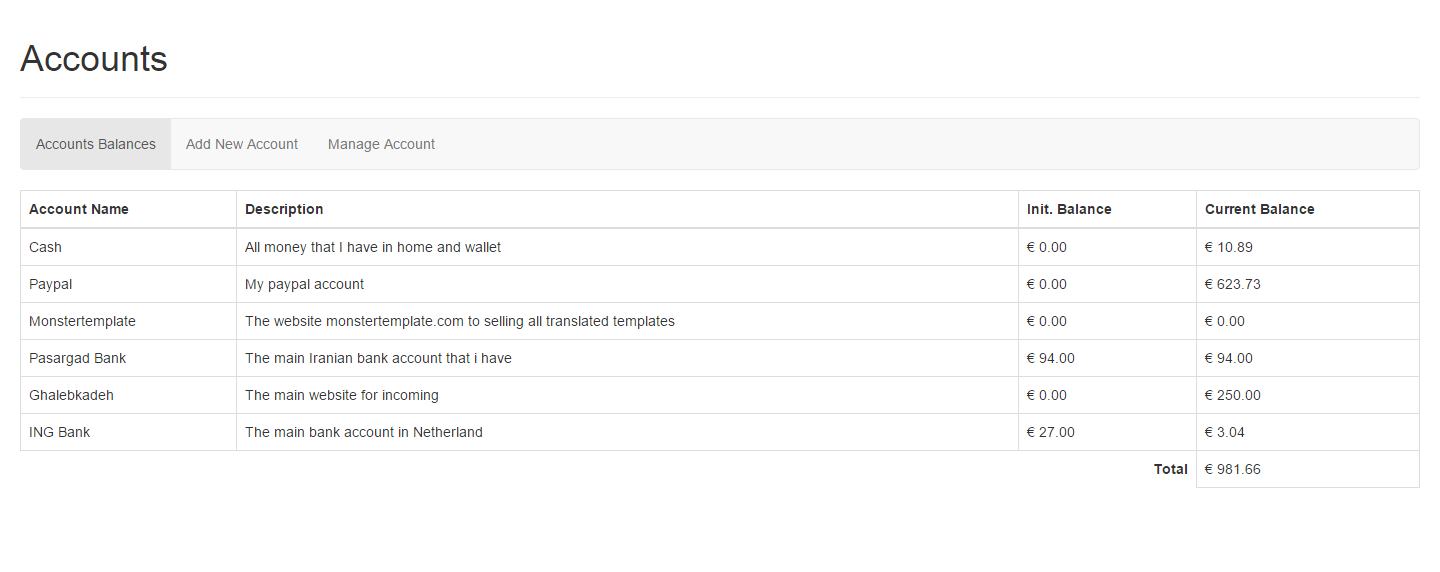 Accounts
Accounts Balances Add New Account Manage Account
Account Name Description Init. Balance Current Balance
Cash All money that I have in home and wallet € 0.00 € 10.89
Paypal My paypal account € 0.00 € 623.73
Monstertemplate The website monstertemplate.com to selling all translated templates € 0.00 € 0.00
Pasargad Bank The main Iranian bank account that i have € 94.00 € 94.00
Ghalebkadeh The main website for incoming € 0.00 € 250.00
ING Bank The main bank account in Netherland € 27.00 € 3.04
Total € 981.66